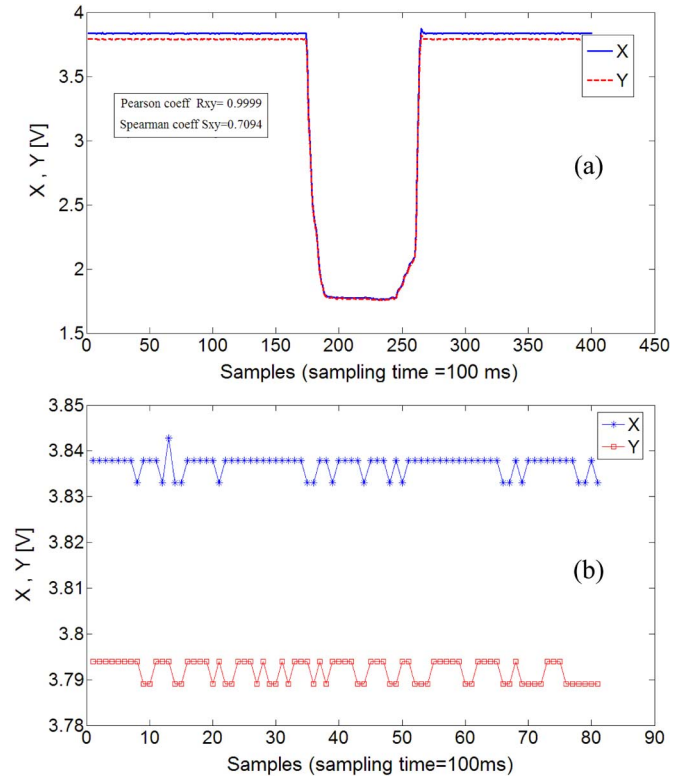 4
3.5
3
2.5
2
1.5
X , Y [V]
X
Y
Pearson coeff Rxy= 0.9999
Spearman coeff Sxy=0.7094
(a)
0 50 100 150 200 250 300 350 400 450
Samples (sampling time =100 ms)
3.85
3.84
3.83
3.82
3.81
3.8
3.79
3.78
X , Y [V]
X
Y
(b)
0 10 20 30 40 50 60 70 80 90
Samples (sampling time=100ms)